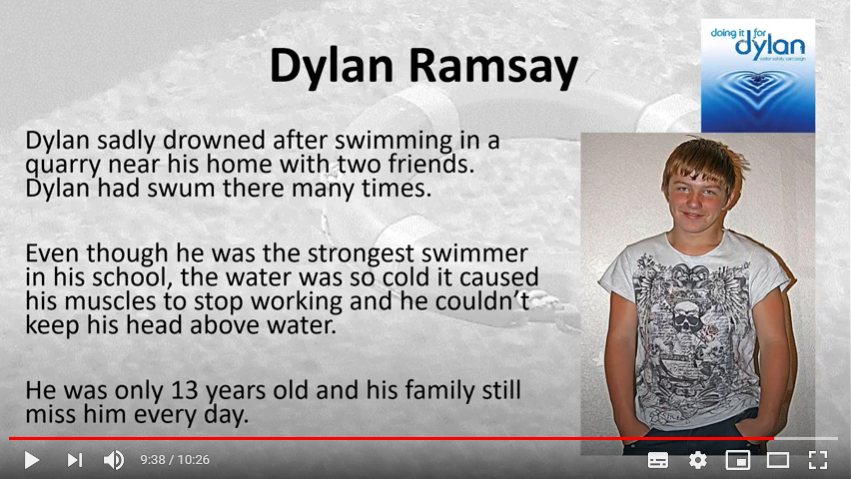 Dylan Ramsay
doing it for
dylan
water safety campaign
Dylan sadly drowned after swimming in a
quarry near his home with two friends.
Dylan had swum there many times.
Even though he was the strongest swimmer
in his school, the water was so cold it caused
his muscles to stop working and he couldn't
keep his head above water.
He was only 13 years old and his family still
miss him every day.
9:38 / 10:26